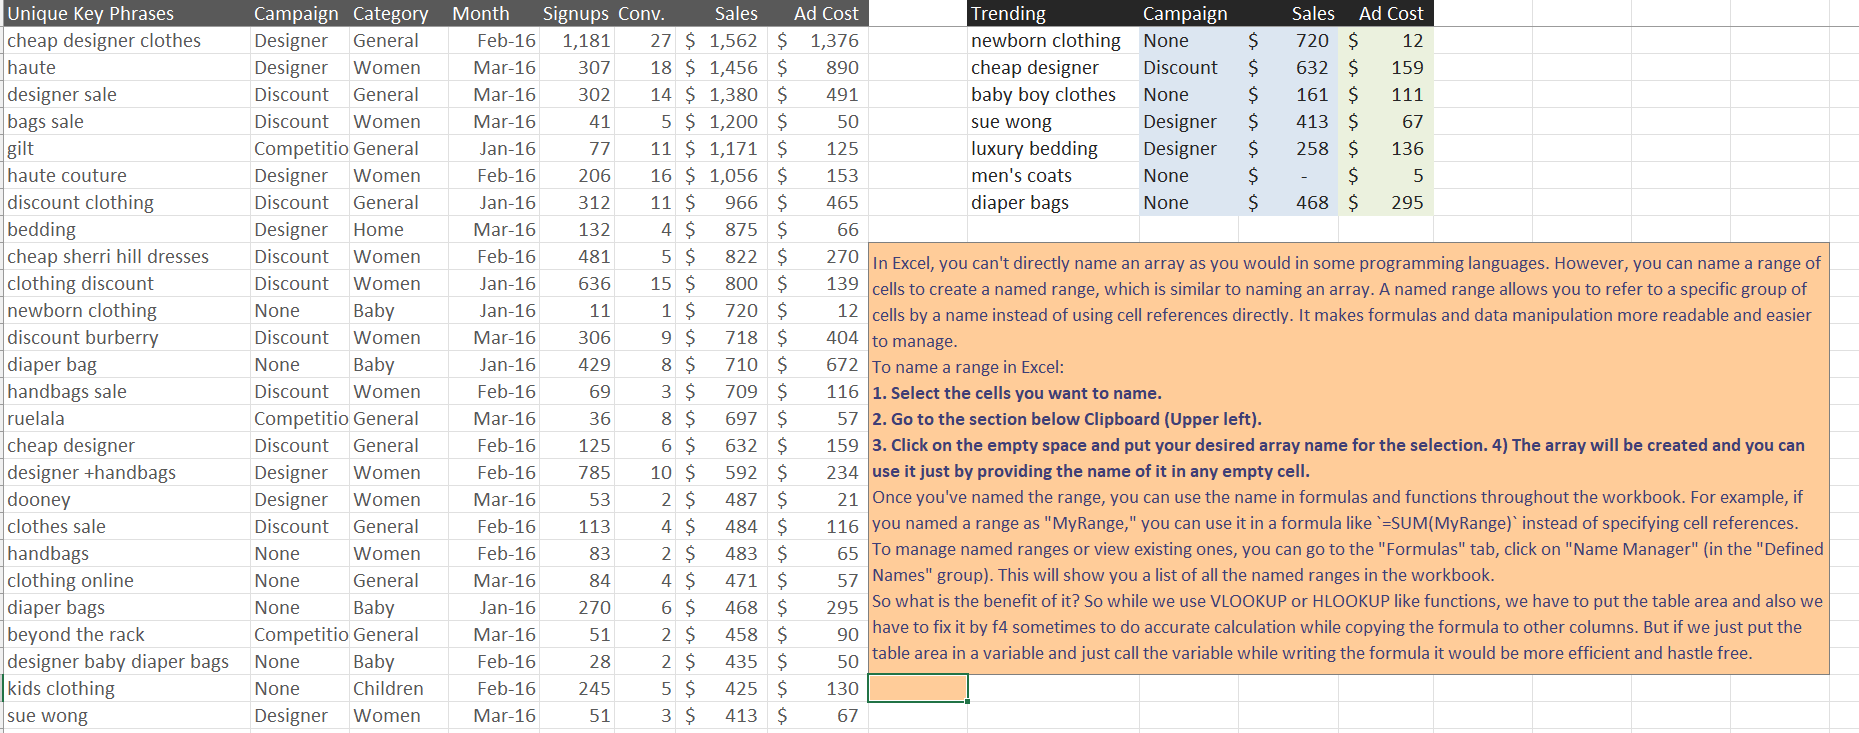 Unique Key Phrases Campaign Category Month Signups Conv. Sales Ad Cost
cheap designer clothes Designer General Feb-16 1,181 27 $ 1,562 $ 1,376
haute Designer Women Mar-16 307 18 $ 1,456 $ 890
designer sale Discount General Mar-16 302 14 $ 1,380 $ 491
bags sale Discount Women Mar-16 41 5 $ 1,200 $ 50
gilt Competitio General Jan-16 77 11 $ 1,171 $ 125
haute couture Designer Women Feb-16 206 16 $ 1,056 $ 153
discount clothing Discount General Jan-16 312 11 $ 966 $ 465
bedding Designer Home Mar-16 132 4 $ 875 $ 66
cheap sherri hill dresses Discount Women Feb-16 481 5 $ 822 $ 270
clothing discount Discount Women Jan-16 636 15 $ 800 $ 139
newborn clothing None Baby Jan-16 11 1 $ 720 $ 12
discount burberry Discount Women Mar-16 306 9 $ 718 $ 404
diaper bag None Baby Jan-16 429 8 $ 710 $ 672
handbags sale Discount Women Feb-16 69 3 $ 709 $ 116
ruelala Competitio General Mar-16 36 8 $ 697 $ 57
cheap designer Discount General Feb-16 125 6 $ 632 $ 159
designer +handbags Designer Women Feb-16 785 10 $ 592 $ 234
dooney Designer Women Mar-16 53 2 $ 487 $ 21
clothes sale Discount General Feb-16 113 4 $ 484 $ 116
handbags None Women Feb-16 83 2 $ 483 $ 65
clothing online None General Mar-16 84 4 $ 471 $ 57
diaper bags None Baby Jan-16 270 6 $ 468 $ 295
beyond the rack Competitio General Mar-16 51 2 $ 458 $ 90
designer baby diaper bags None Baby Feb-16 28 2 $ 435 $ 50
kids clothing None Children Feb-16 245 5 $ 425 $ 130
sue wong Designer Women Mar-16 51 3 $ 413 $ 67
Trending Campaign Sales Ad Cost
newborn clothing None $ 720 $ 12
cheap designer Discount $ 632 $ 159
baby boy clothes None $ 161 $ 111
sue wong Designer $ 413 $ 67
luxury bedding Designer $ 258 $ 136
men's coats None $ - $ 5
diaper bags None $ 468 $ 295
In Excel, you can't directly name an array as you would in some programming languages. However, you can name a range of
cells to create a named range, which is similar to naming an array. A named range allows you to refer to a specific group of
cells by a name instead of using cell references directly. It makes formulas and data manipulation more readable and easier
to manage.
To name a range in Excel:
1. Select the cells you want to name.
2. Go to the section below Clipboard (Upper left).
3. Click on the empty space and put your desired array name for the selection. 4) The array will be created and you can
use it just by providing the name of it in any empty cell.
Once you've named the range, you can use the name in formulas and functions throughout the workbook. For example, if
you named a range as "MyRange," you can use it in a formula like `=SUM(MyRange)` instead of specifying cell references.
To manage named ranges or view existing ones, you can go to the "Formulas" tab, click on "Name Manager" (in the "Defined
Names" group). This will show you a list of all the named ranges in the workbook.
So what is the benefit of it? So while we use VLOOKUP or HLOOKUP like functions, we have to put the table area and also we
have to fix it by f4 sometimes to do accurate calculation while copying the formula to other columns. But if we just put the
table area in a variable and just call the variable while writing the formula it would be more efficient and hastle free.